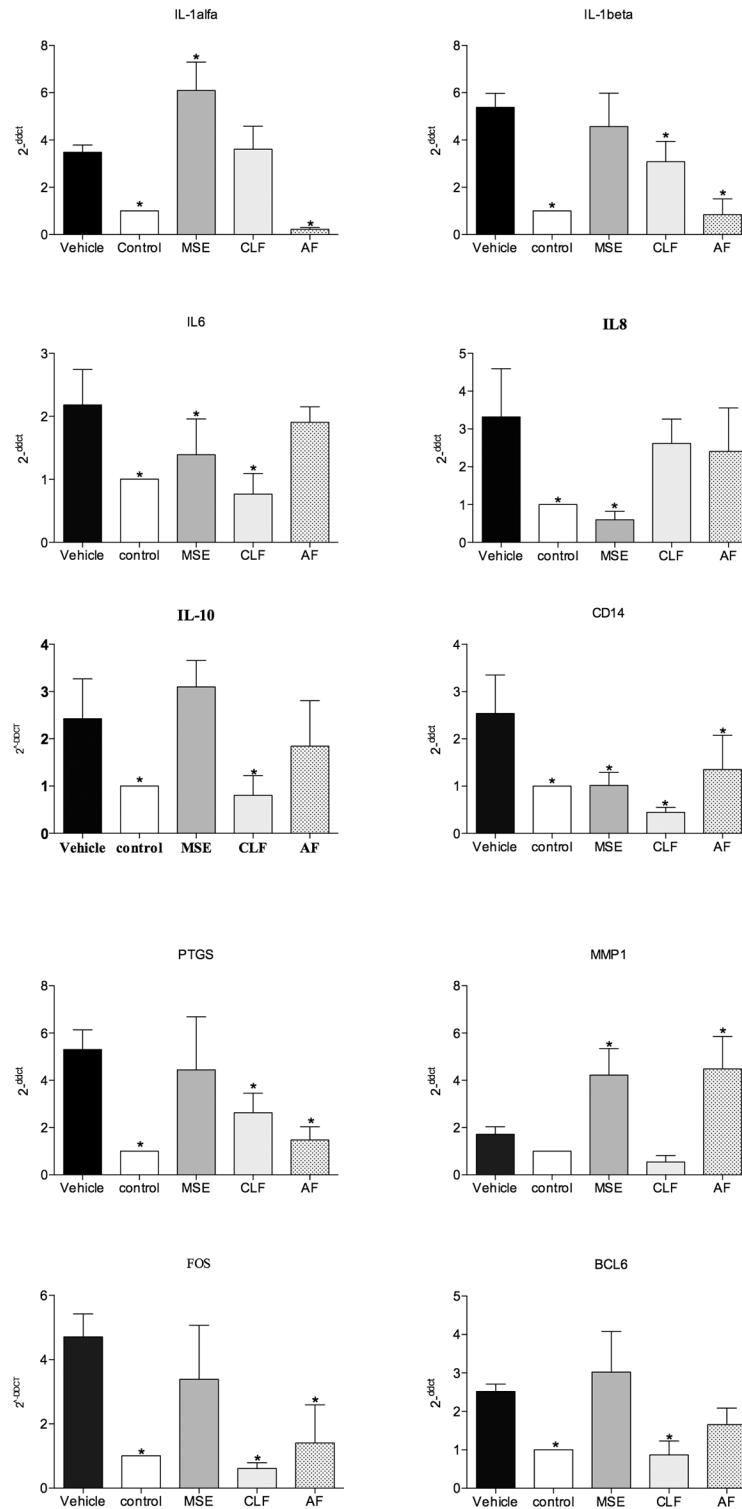 IL-1alfa
8
6
4
2
0
2-ddct
*
*
*
Vehicle Control MSE CLF AF
IL-1beta
8
6
4
2
0
2-ddct
*
*
*
Vehicle control MSE CLF AF
IL6
3
2
1
0
2-ddct
*
*
*
Vehicle control MSE CLF AF
IL8
5
4
3
2
1
0
2-ddct
*
*
Vehicle control MSE CLF AF
IL-10
4
3
2
1
0
2^-DDCT
*
*
Vehicle control MSE CLF AF
CD14
4
3
2
1
0
2-ddct
*
*
*
*
Vehicle control MSE CLF AF
PTGS
8
6
4
2
0
2-ddct
*
*
*
Vehicle control MSE CLF AF
MMP1
8
6
4
2
0
2-ddct
*
*
Vehicle control MSE CLF AF
FOS
6
4
2
0
2^-DDCT
*
*
*
Vehicle control MSE CLF AF
BCL6
5
4
3
2
1
0
2-ddct
*
*
Vehicle control MSE CLF AF